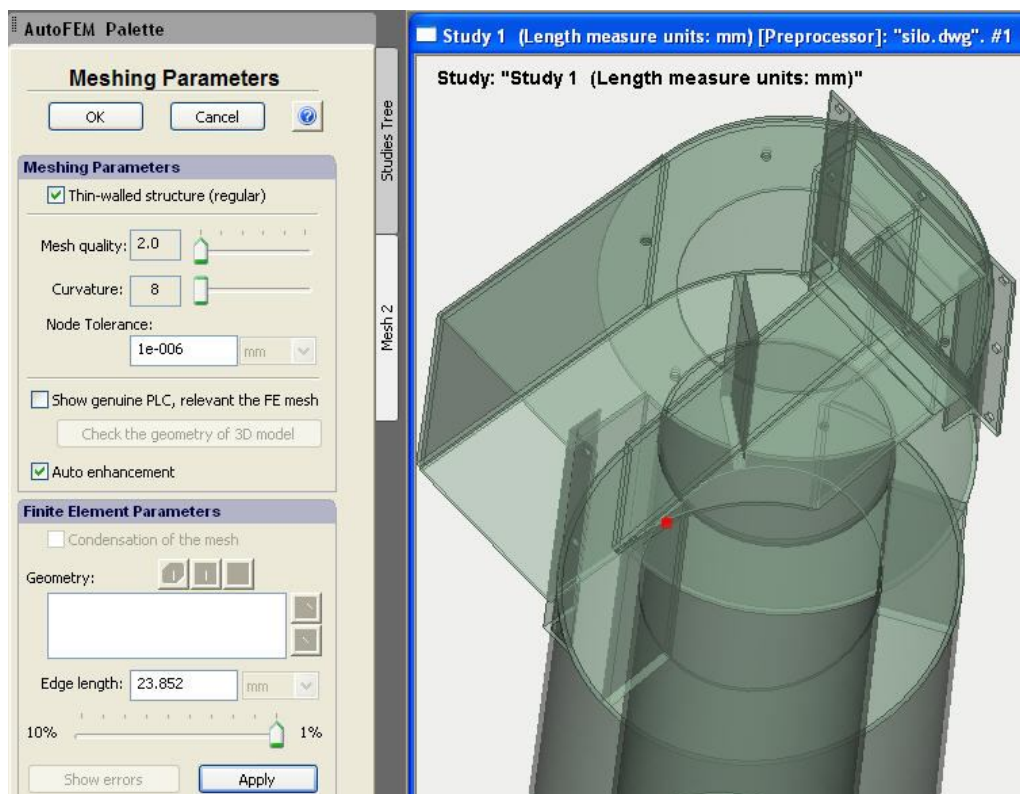 AutoFEM Palette
Meshing Parameters
OK
Cancel
Meshing Parameters
Thin-walled structure (regular)
Mesh quality: 2.0
Curvature: 8
Node Tolerance:
1e-006 mm
Show genuine PLC, relevant the FE mesh
Check the geometry of 3D model
Auto enhancement
Finite Element Parameters
Condensation of the mesh
Geometry:
Edge length: 23.852 mm
10% 1%
Show errors
Apply
Studies Tree
Mesh 2
Study 1 (Length measure units: mm) [Preprocessor]: "silo.dwg". #1
Study: "Study 1 (Length measure units: mm)"